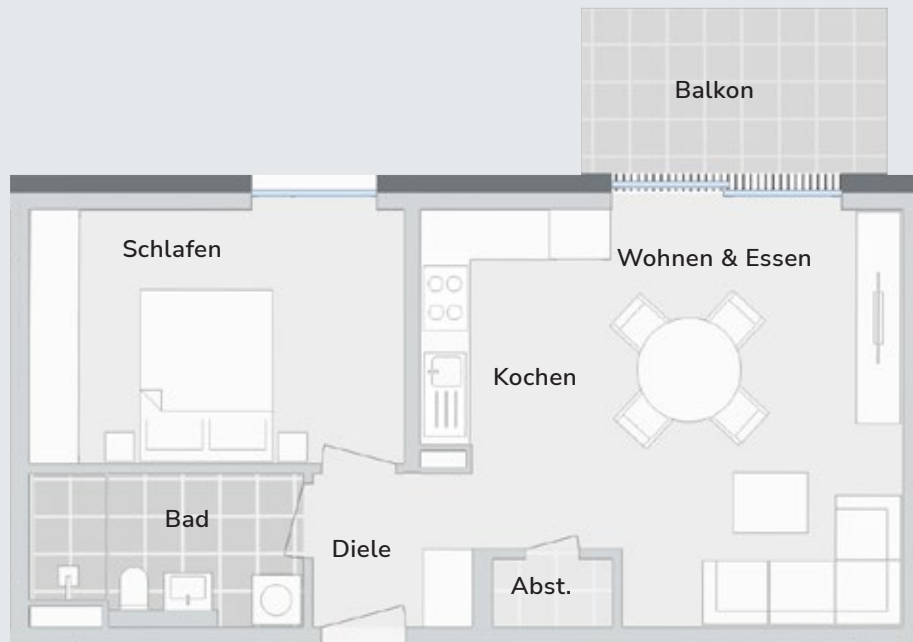 Balkon
Schlafen
Wohnen & Essen
Kochen
Bad
Diele
Abst.